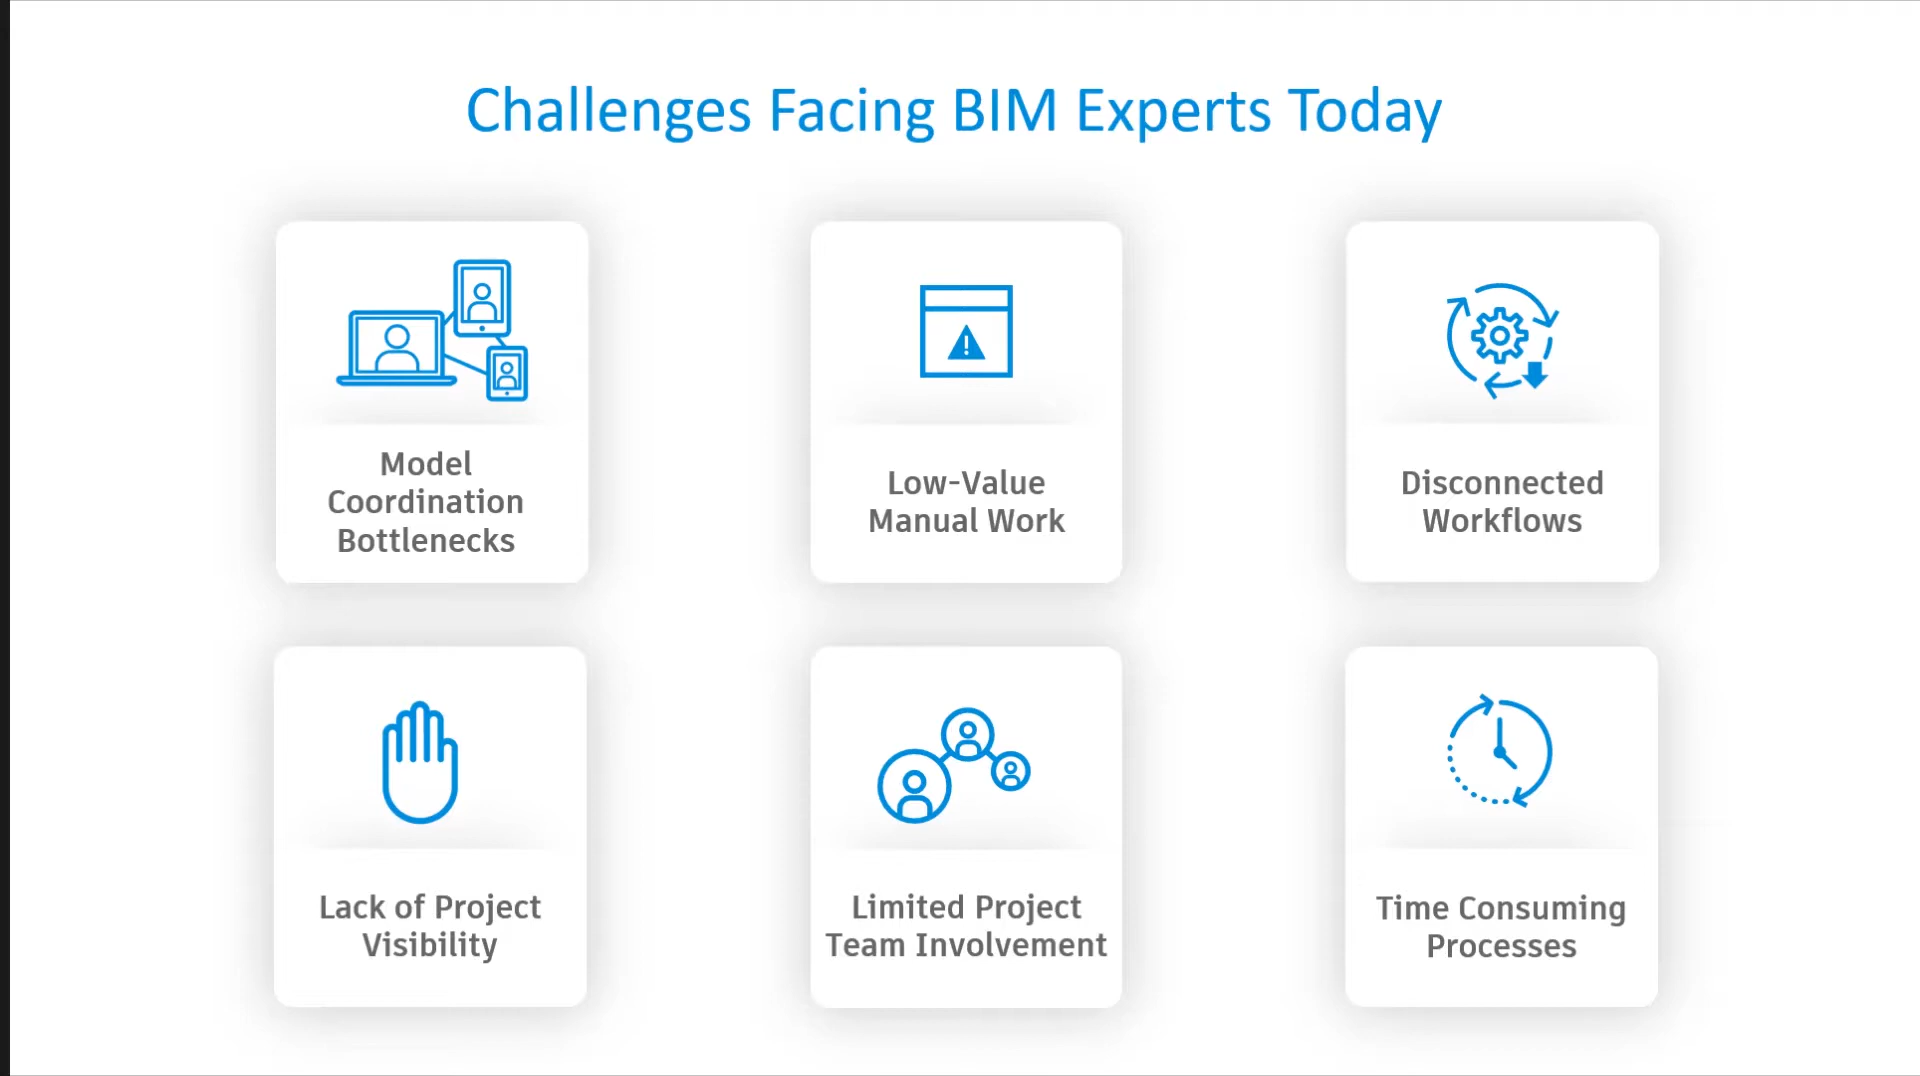 Challenges Facing BIM Experts Today
Model
Coordination
Bottlenecks
Low-Value
Manual Work
Disconnected
Workflows
Lack of Project
Visibility
Limited Project
Team Involvement
Time Consuming
Processes